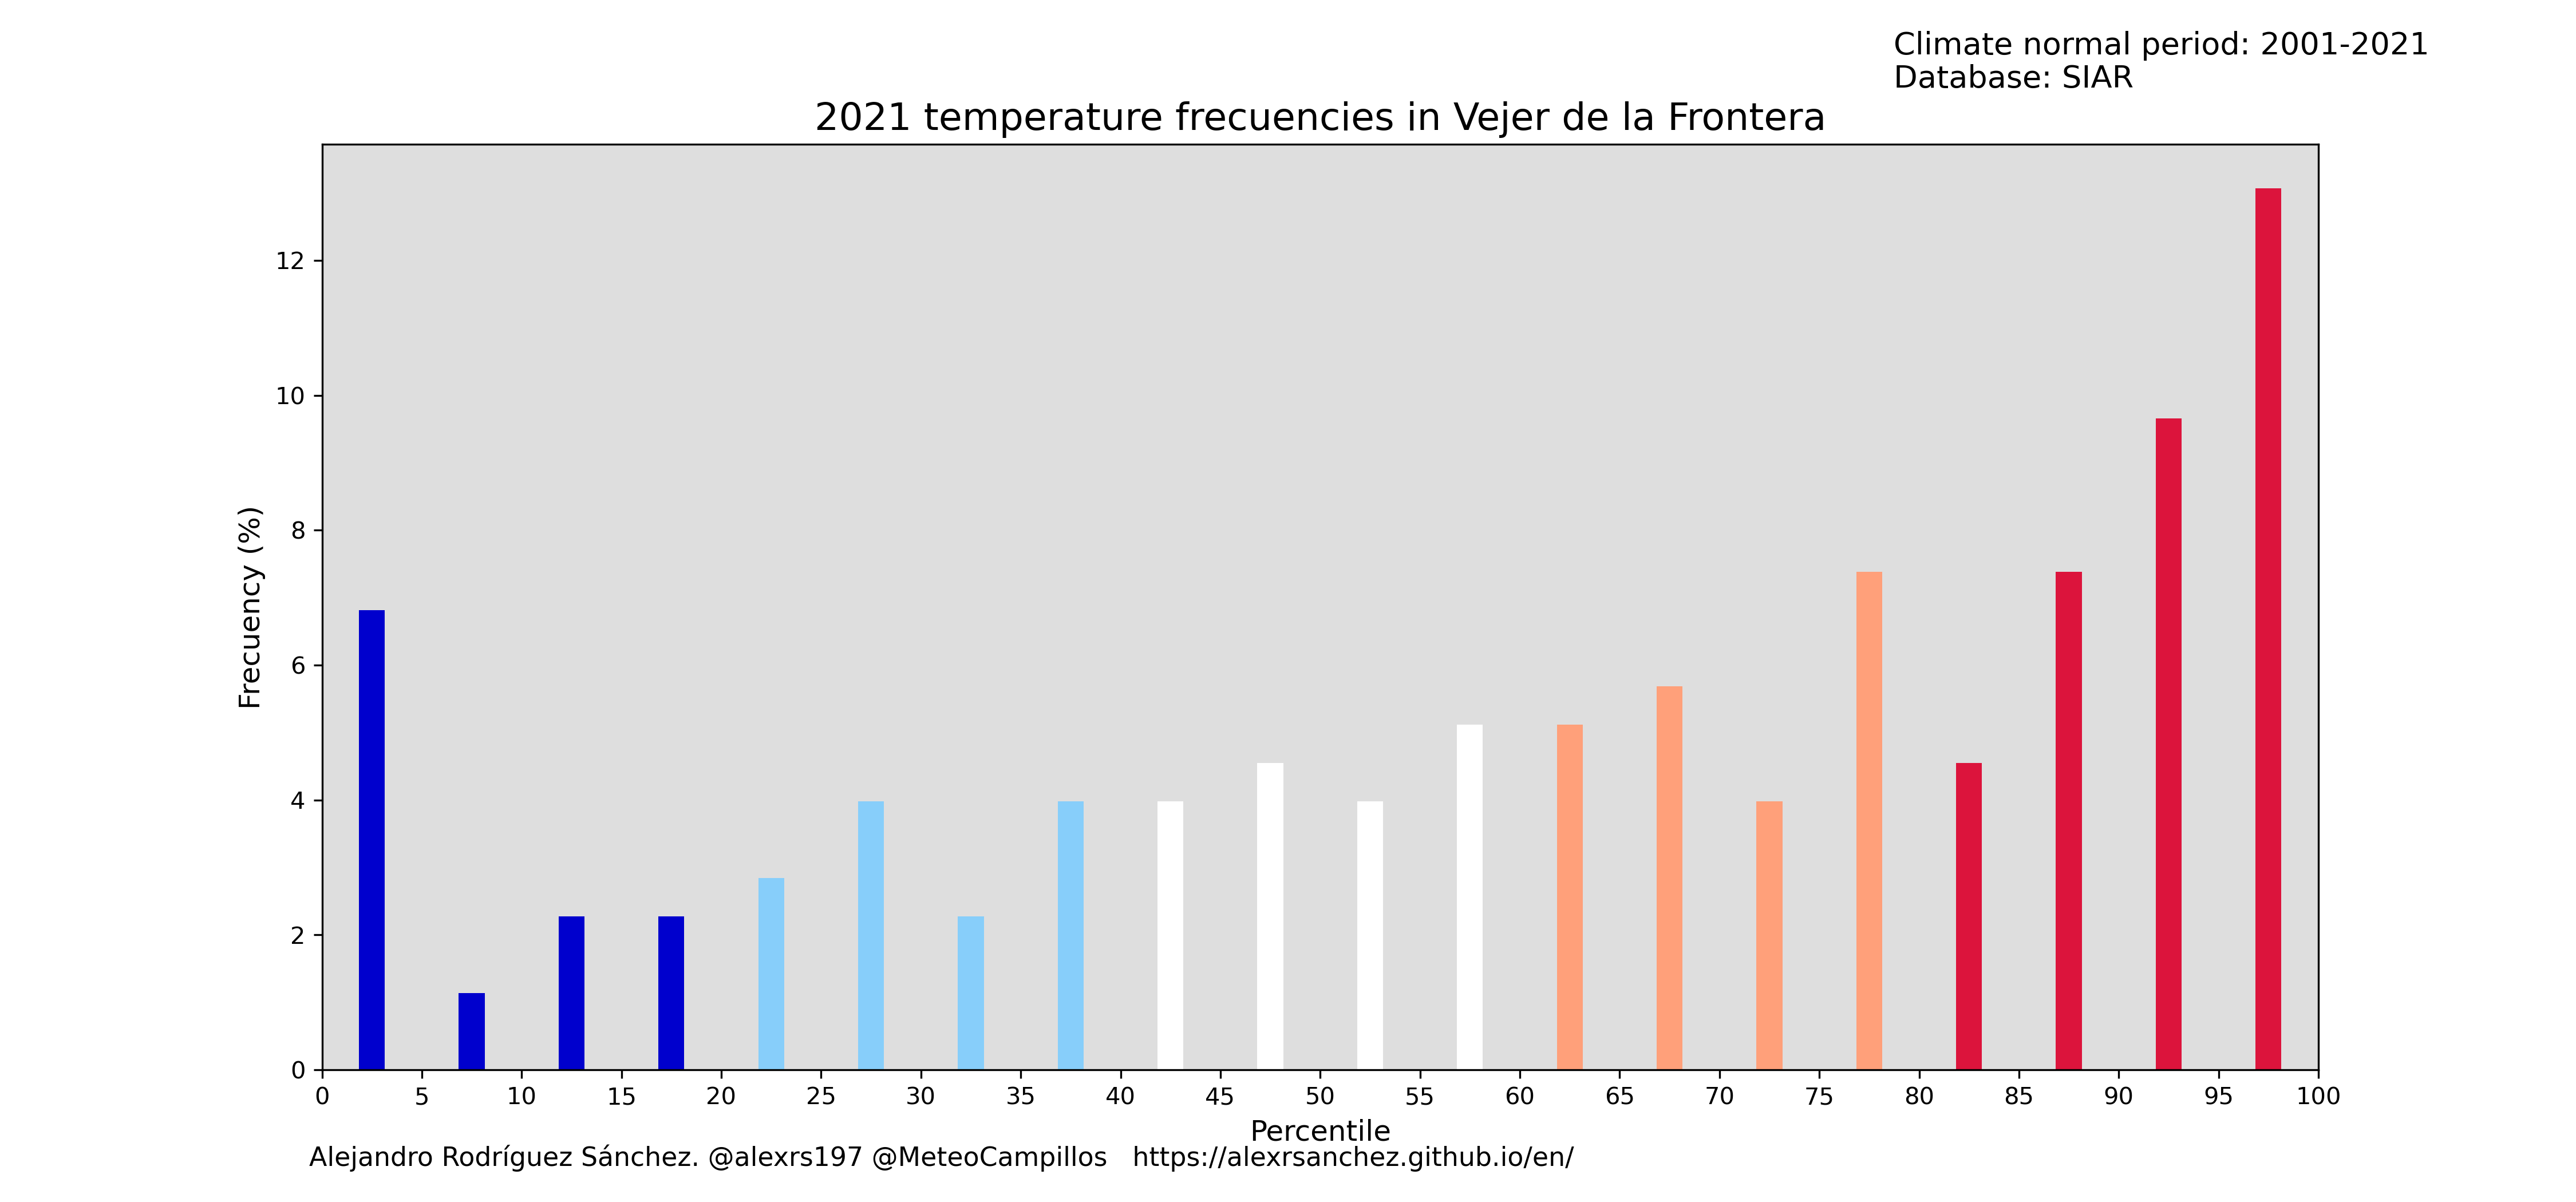 Climate normal period: 2001-2021
Database: SIAR
2021 temperature frecuencies in Vejer de la Frontera
Frecuency (%)
12
10
8
6
4
2
0
0 5 10 15 20 25 30 35 40 45 50 55 60 65 70 75 80 85 90 95 100
Percentile
Alejandro Rodríguez Sánchez. @alexrs197 @MeteoCampillos https://alexrsanchez.github.io/en/